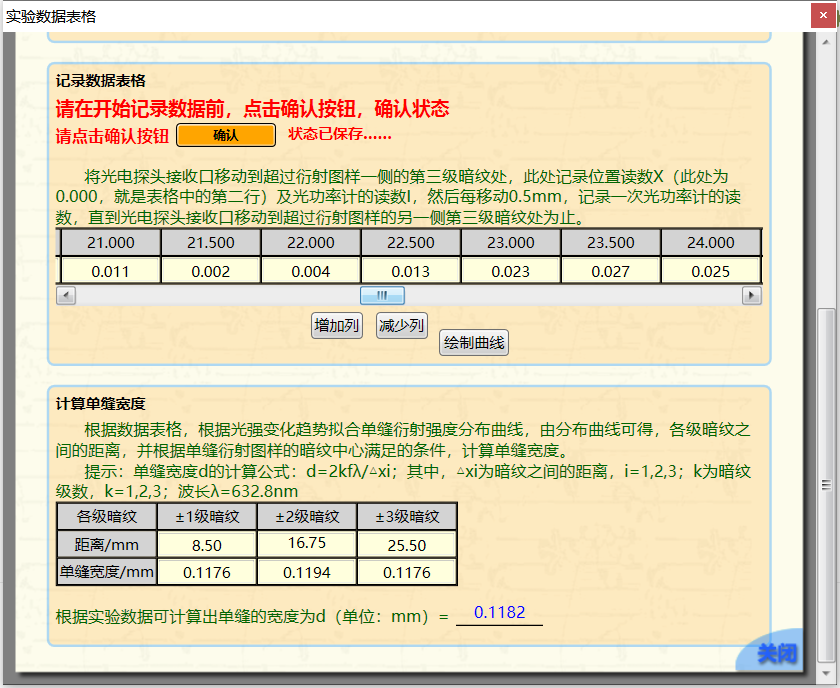 实验数据表格
记录数据表格
请在开始记录数据前，点击确认按钮，确认状态
请点击确认按钮 确认 状态已保存......
将光电探头接收口移动到超过衍射图样一侧的第三级暗纹处，此处记录位置读数X（此处为
0.000，就是表格中的第二行）及光功率计的读数I，然后每移动0.5mm，记录一次光功率计的读
数，直到光电探头接收口移动到超过衍射图样的另一侧第三级暗纹处为止。
21.000 21.500 22.000 22.500 23.000 23.500 24.000
0.011 0.002 0.004 0.013 0.023 0.027 0.025
增加列 减少列
绘制曲线
计算单缝宽度
根据数据表格，根据光强变化趋势拟合单缝衍射强度分布曲线，由分布曲线可得，各级暗纹之
间的距离，并根据单缝衍射图样的暗纹中心满足的条件，计算单缝宽度。
提示：单缝宽度d的计算公式：d=2kfλ/△xi；其中，△xi为暗纹之间的距离，i=1,2,3；k为暗纹
级数，k=1,2,3；波长λ=632.8nm
各级暗纹 ±1级暗纹 ±2级暗纹 ±3级暗纹
距离/mm 8.50 16.75 25.50
单缝宽度/mm 0.1176 0.1194 0.1176
根据实验数据可计算出单缝的宽度为d（单位：mm）= 0.1182
关闭